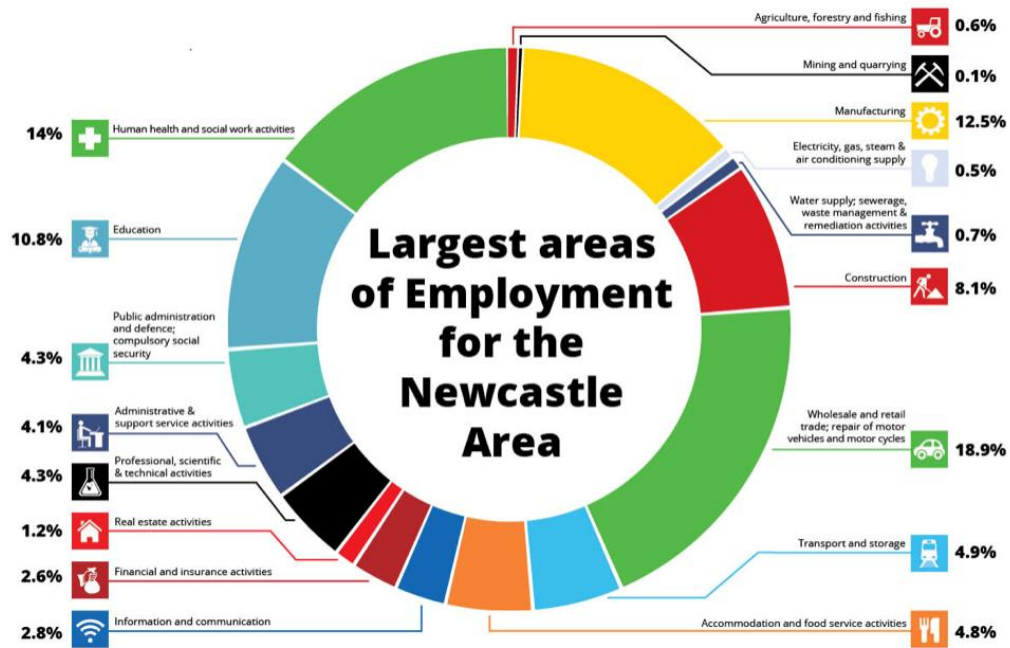 Largest areas
of Employment
for the
Newcastle
Area
Agriculture, forestry and fishing
0.6%
Mining and quarrying
0.1%
Manufacturing
12.5%
Electricity, gas, steam &
air conditioning supply
0.5%
Water supply; sewerage,
waste management &
remediation activities
0.7%
Construction
8.1%
Wholesale and retail
trade; repair of motor
vehicles and motor cycles
18.9%
Transport and storage
4.9%
Accommodation and food service activities
4.8%
14%
Human health and social work activities
10.8%
Education
Public administration
and defence;
compulsory social
security
4.3%
Administrative &
support service activities
4.1%
Professional, scientific
& technical activities
4.3%
Real estate activities
1.2%
Financial and insurance activities
2.6%
Information and communication
2.8%